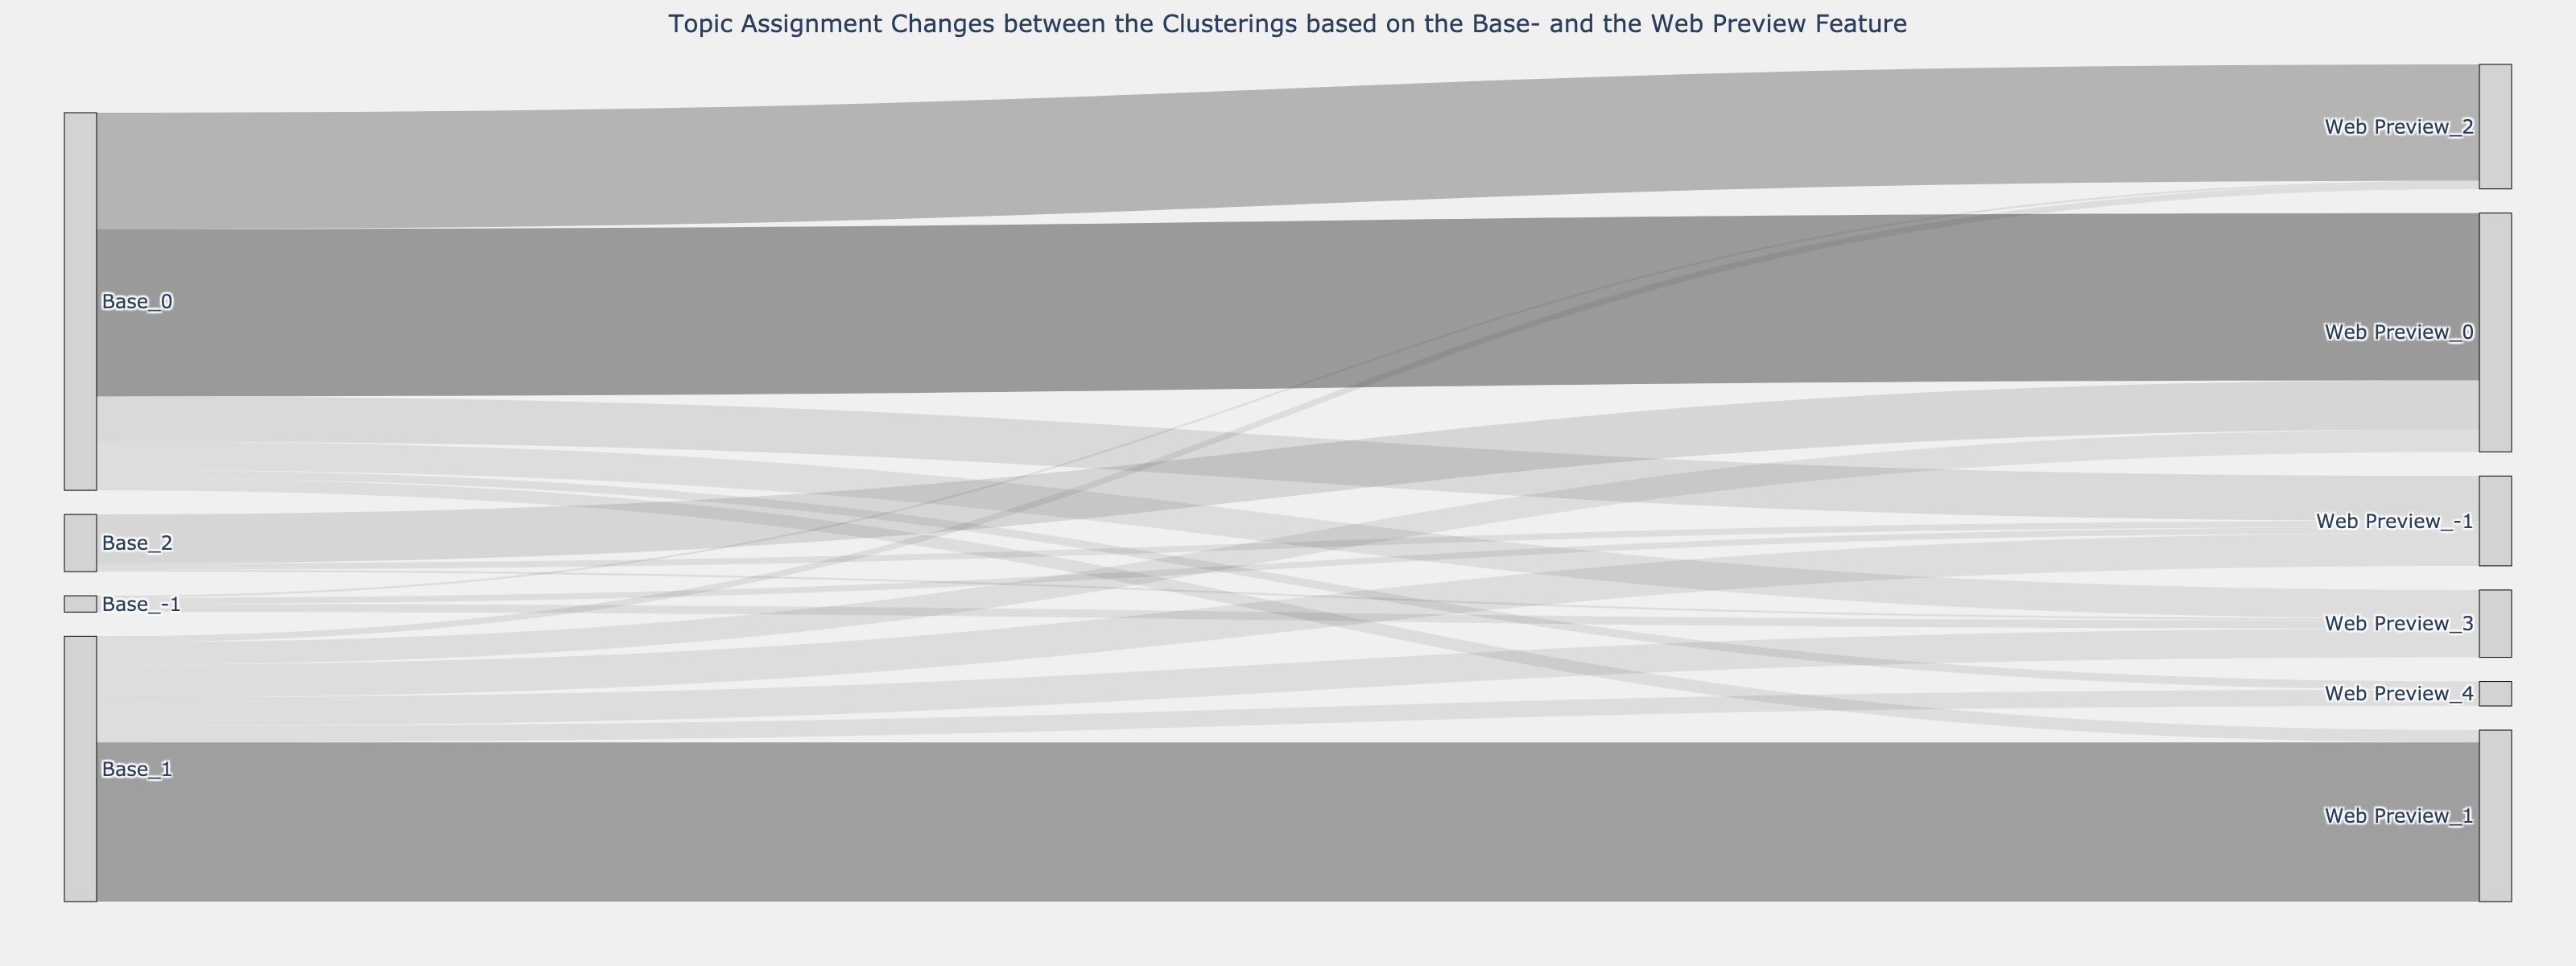 Topic Assignment Changes between the Clusterings based on the Base- and the Web Preview Feature
Web Preview_2
Base_0
Web Preview_0
Web Preview_-1
Base_2
Base_-1
Web Preview_3
Web Preview_4
Base_1
Web Preview_1